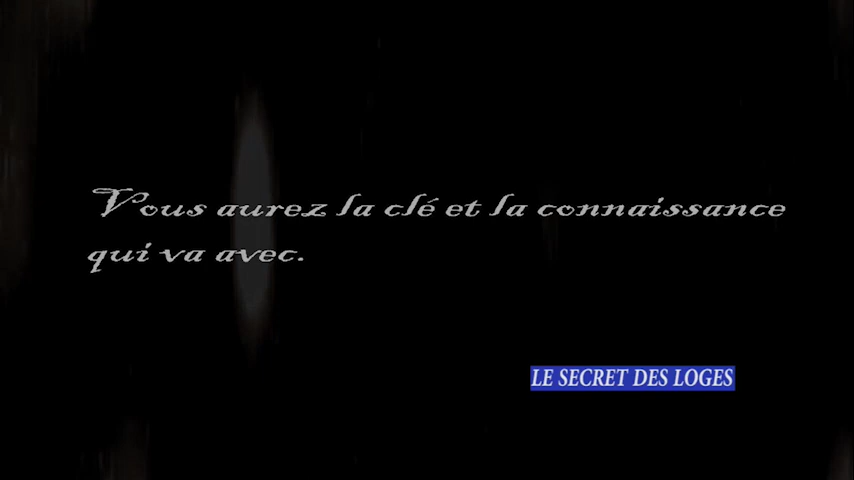 Vous aurez la clé et la connaissance
qui va avec.
LE SECRET DES LOGES